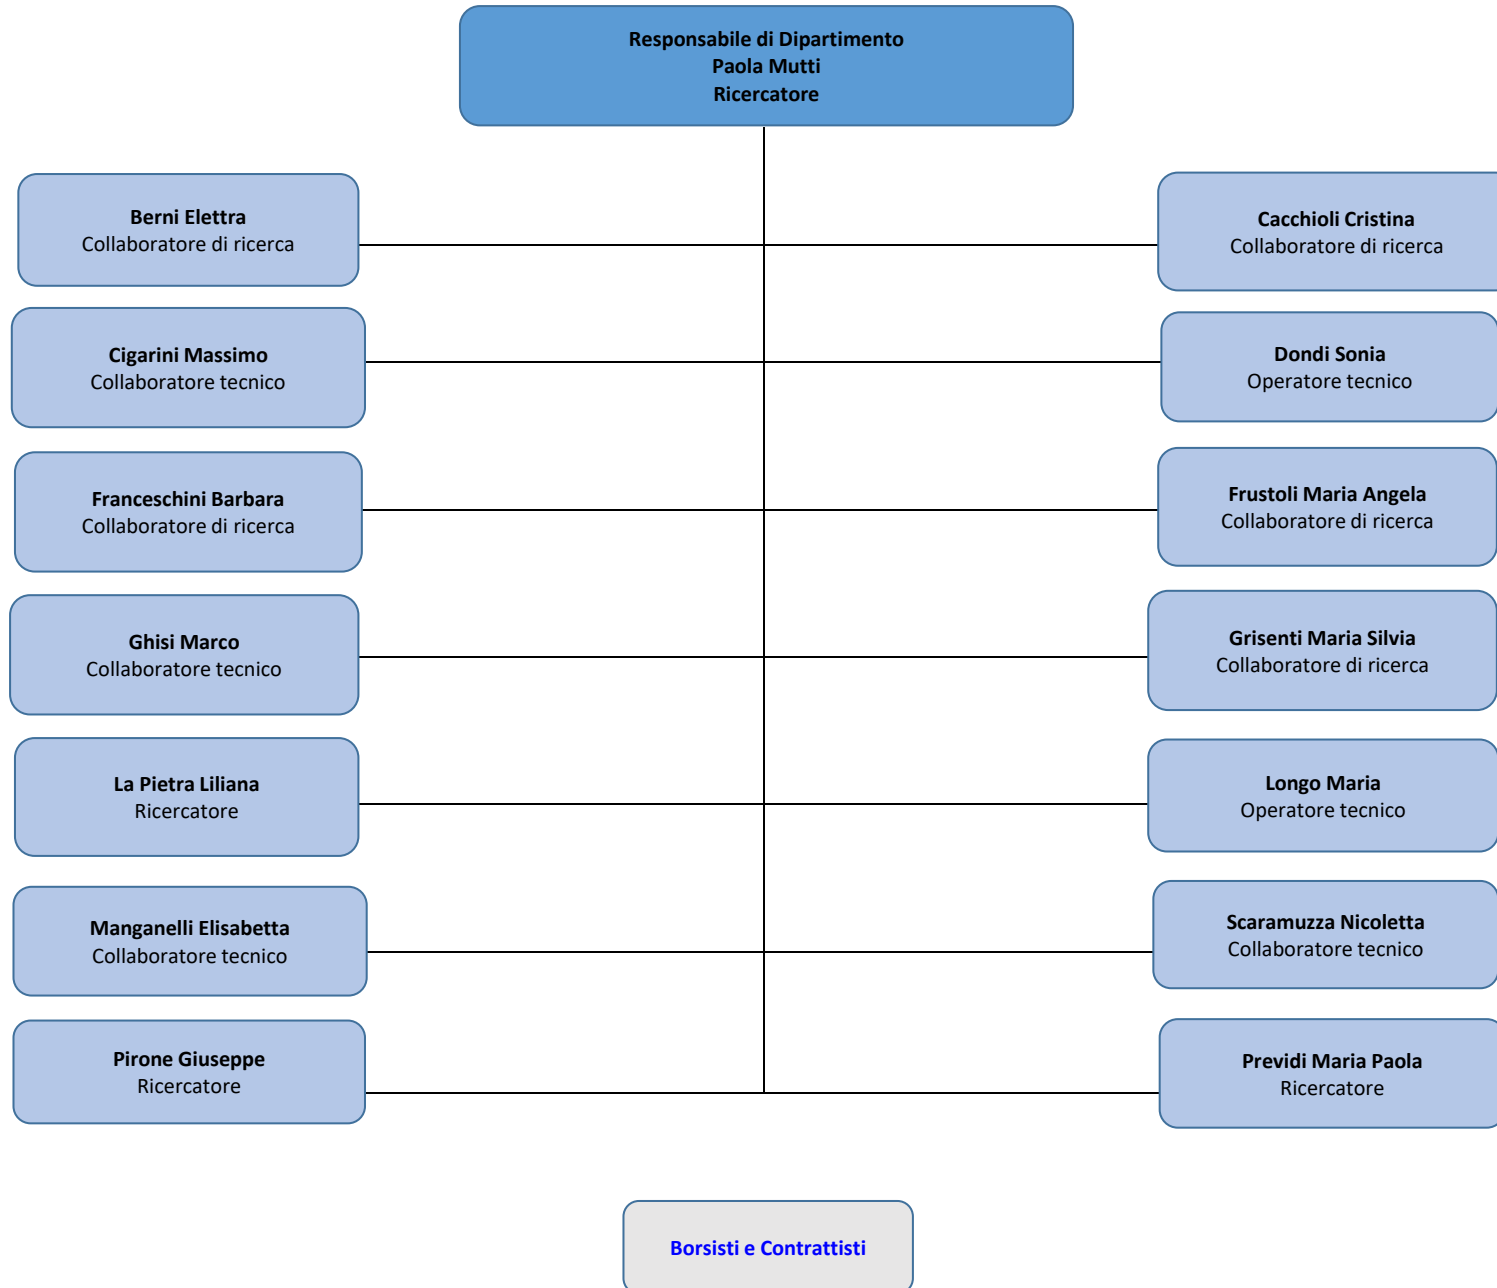 Responsabile di Dipartimento
Paola Mutti
Ricercatore
Berni Elettra
Collaboratore di ricerca
Cacchioli Cristina
Collaboratore di ricerca
Cigarini Massimo
Collaboratore tecnico
Dondi Sonia
Operatore tecnico
Franceschini Barbara
Collaboratore di ricerca
Frustoli Maria Angela
Collaboratore di ricerca
Ghisi Marco
Collaboratore tecnico
Grisenti Maria Silvia
Collaboratore di ricerca
La Pietra Liliana
Ricercatore
Longo Maria
Operatore tecnico
Manganelli Elisabetta
Collaboratore tecnico
Scaramuzza Nicoletta
Collaboratore tecnico
Pirone Giuseppe
Ricercatore
Previdi Maria Paola
Ricercatore
Borsisti e Contrattisti